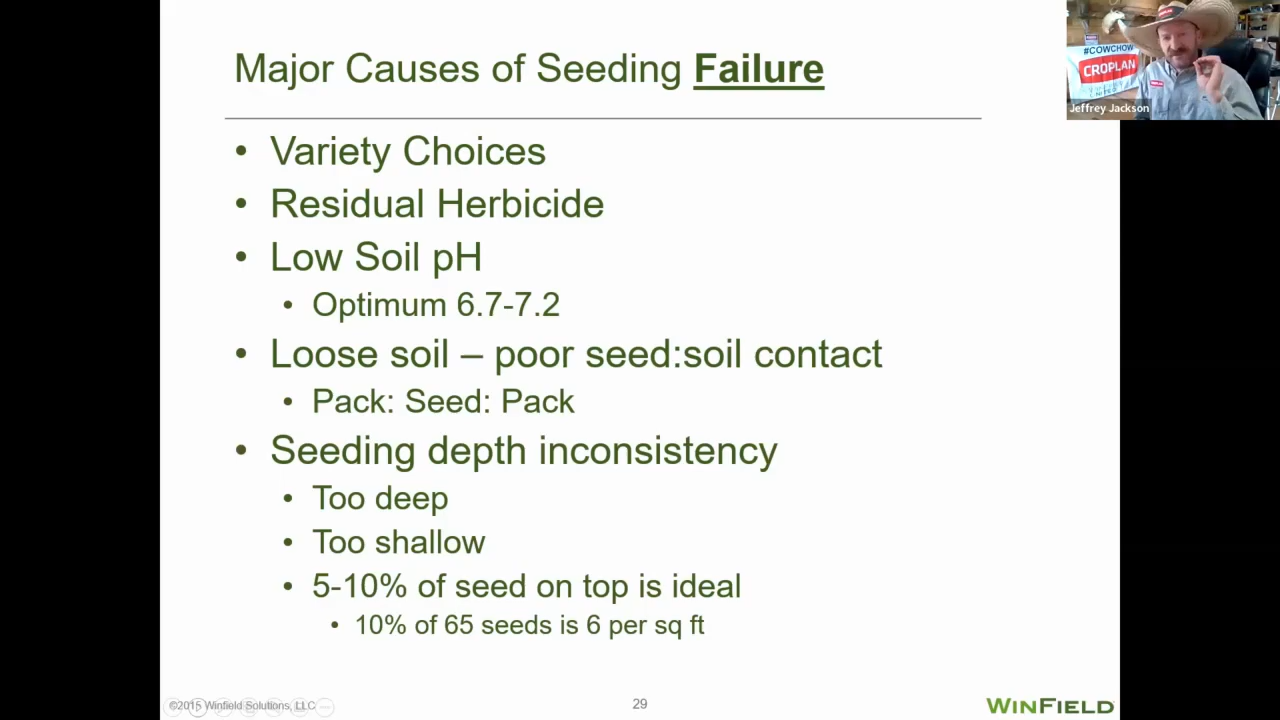 Major Causes of Seeding Failure
• Variety Choices
• Residual Herbicide
• Low Soil pH
• Optimum 6.7-7.2
• Loose soil – poor seed:soil contact
• Pack: Seed: Pack
• Seeding depth inconsistency
• Too deep
• Too shallow
• 5-10% of seed on top is ideal
• 10% of 65 seeds is 6 per sq ft
©2015 Winfield Solutions, LLC
29
WINFIELD
#COWCHOW
CROPLAN
Jeffrey Jackson